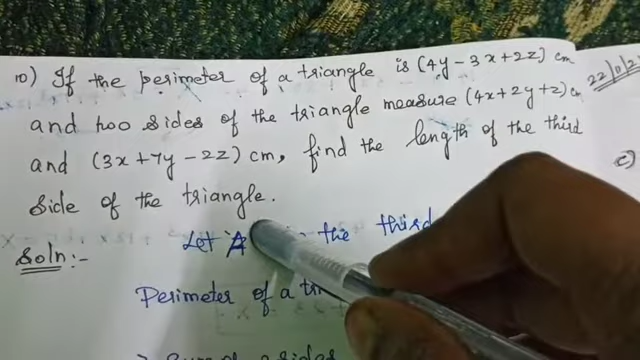 10) If the perimeter of a triangle is (4y-3x+2z) cm
and two sides of the triangle measure (4x+2y+z) cm
and (3x+7y-2z) cm, find the length of the third
side of the triangle.
Soln:- Let A the third
Perimeter of a